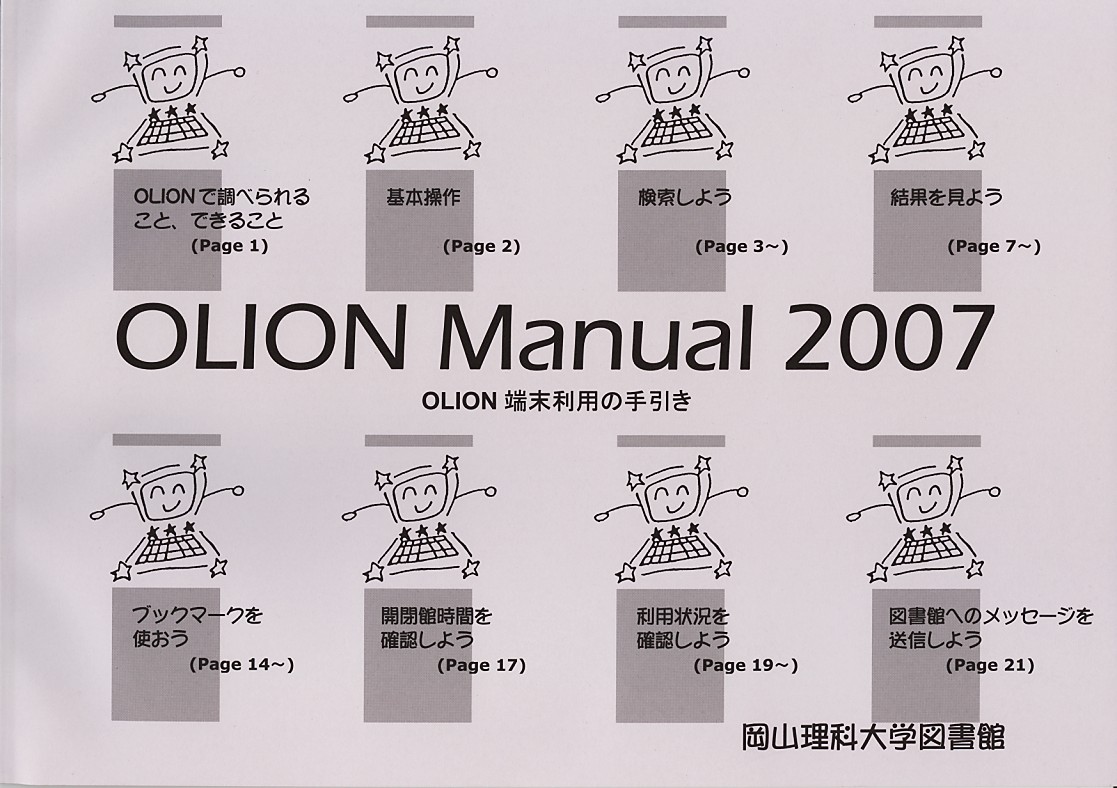 OLIONで調べられる
こと、できること
(Page 1)
基本操作
(Page 2)
検索しよう
(Page 3～)
結果を見よう
(Page 7～)
OLION Manual 2007
OLION 端末利用の手引き
ブックマークを
使おう
(Page 14～)
開閉館時間を
確認しよう
(Page 17)
利用状況を
確認しよう
(Page 19～)
図書館へのメッセージを
送信しよう
(Page 21)
岡山理科大学図書館